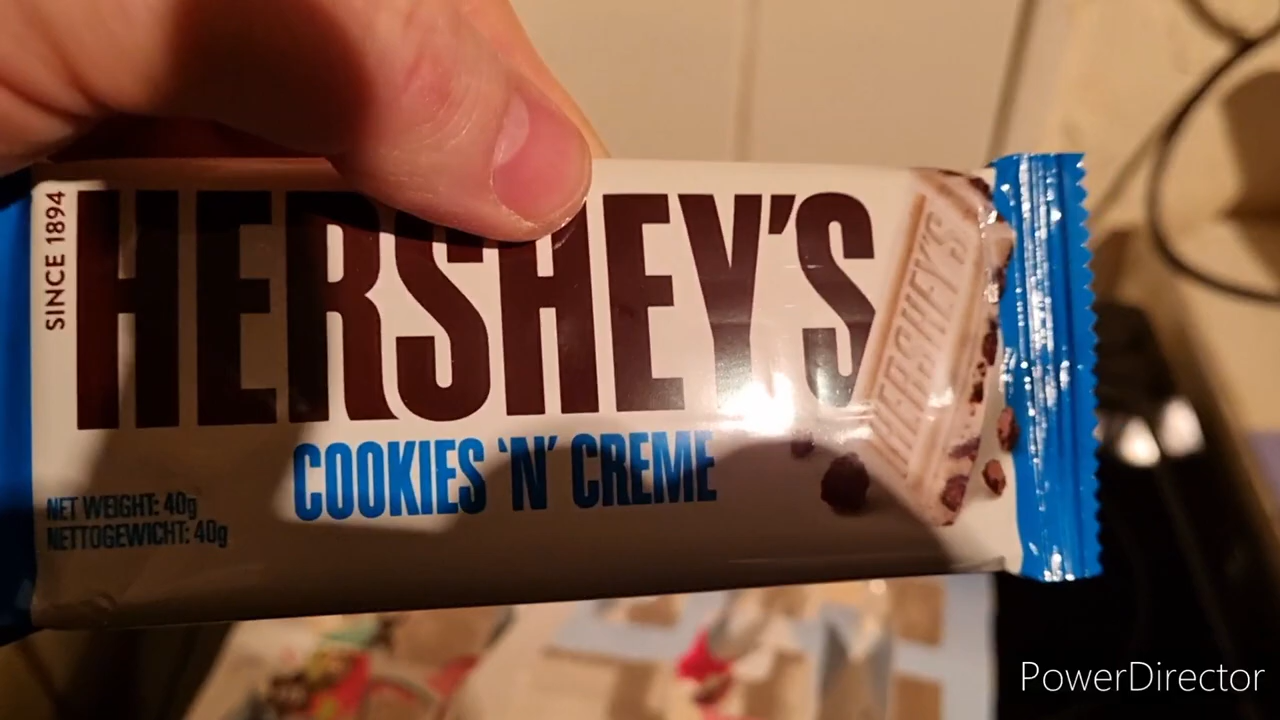 SINCE 1894
HERSHEY'S
HERSHEY'S
COOKIES 'N' CREME
NET WEIGHT: 40g
NETTOGEWICHT: 40g
PowerDirector